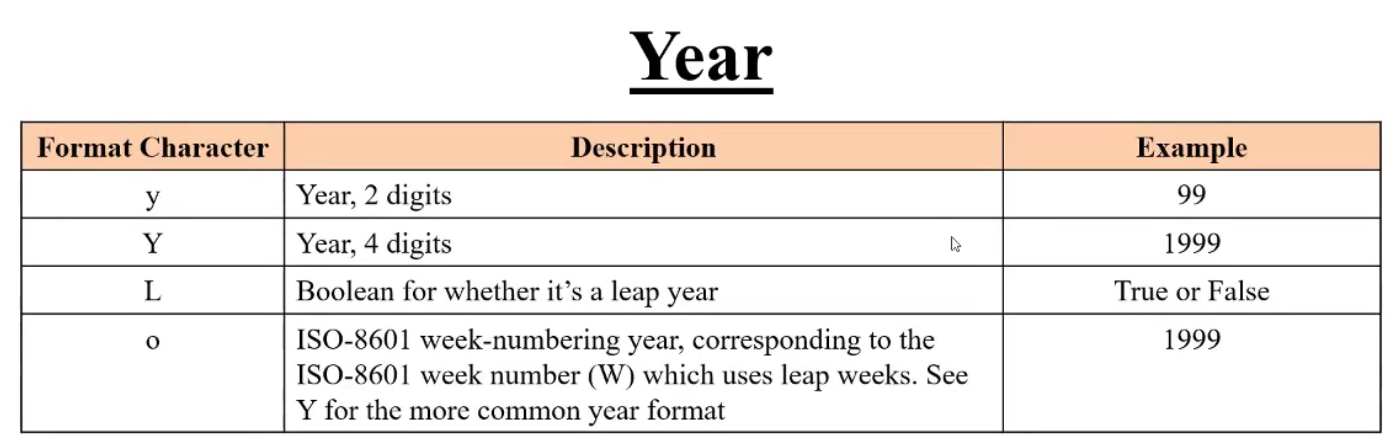 Year
Format Character Description Example
y Year, 2 digits 99
Y Year, 4 digits 1999
L Boolean for whether it’s a leap year True or False
o ISO-8601 week-numbering year, corresponding to the 1999
ISO-8601 week number (W) which uses leap weeks. See
Y for the more common year format